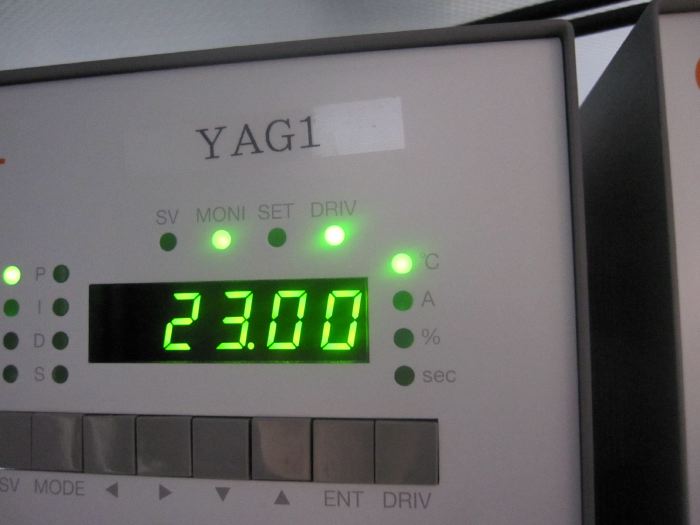 YAG1
SV MONI SET DRIV
°C
P
I
A
23.00
D
%
S
sec
SV MODE ◀ ▶ ▼ ▲ ENT DRIV